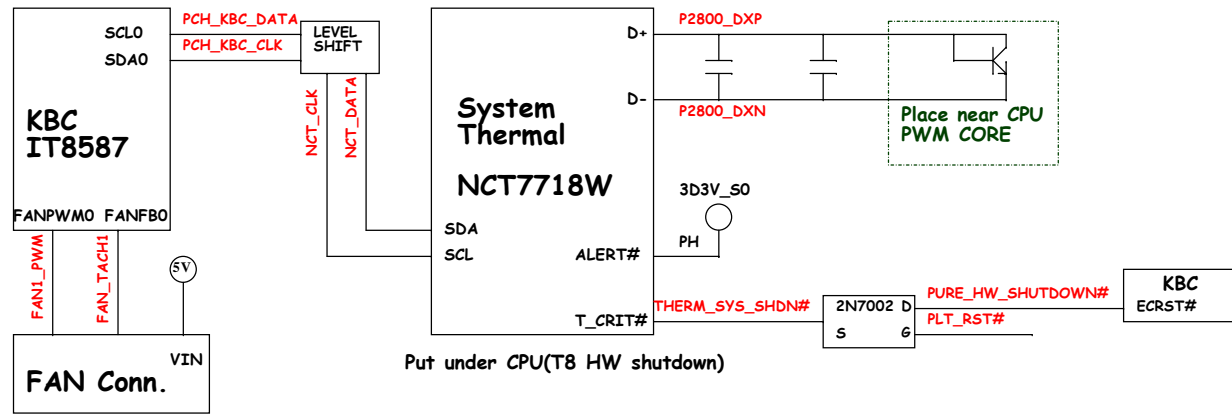 PCH_KBC_DATA
SCL0
PCH_KBC_CLK
SDA0
LEVEL
SHIFT
KBC
IT8587
FANPWM0 FANFB0
NCT_CLK
NCT_DATA
FAN1_PWM
FAN_TACH1
5V
VIN
FAN Conn.
System
Thermal
NCT7718W
D+
D-
SDA
SCL
ALERT#
T_CRIT#
P2800_DXP
P2800_DXN
Place near CPU
PWM CORE
3D3V_S0
PH
THERM_SYS_SHDN#
2N7002 D
S G
PURE_HW_SHUTDOWN#
PLT_RST#
KBC
ECRST#
Put under CPU(T8 HW shutdown)